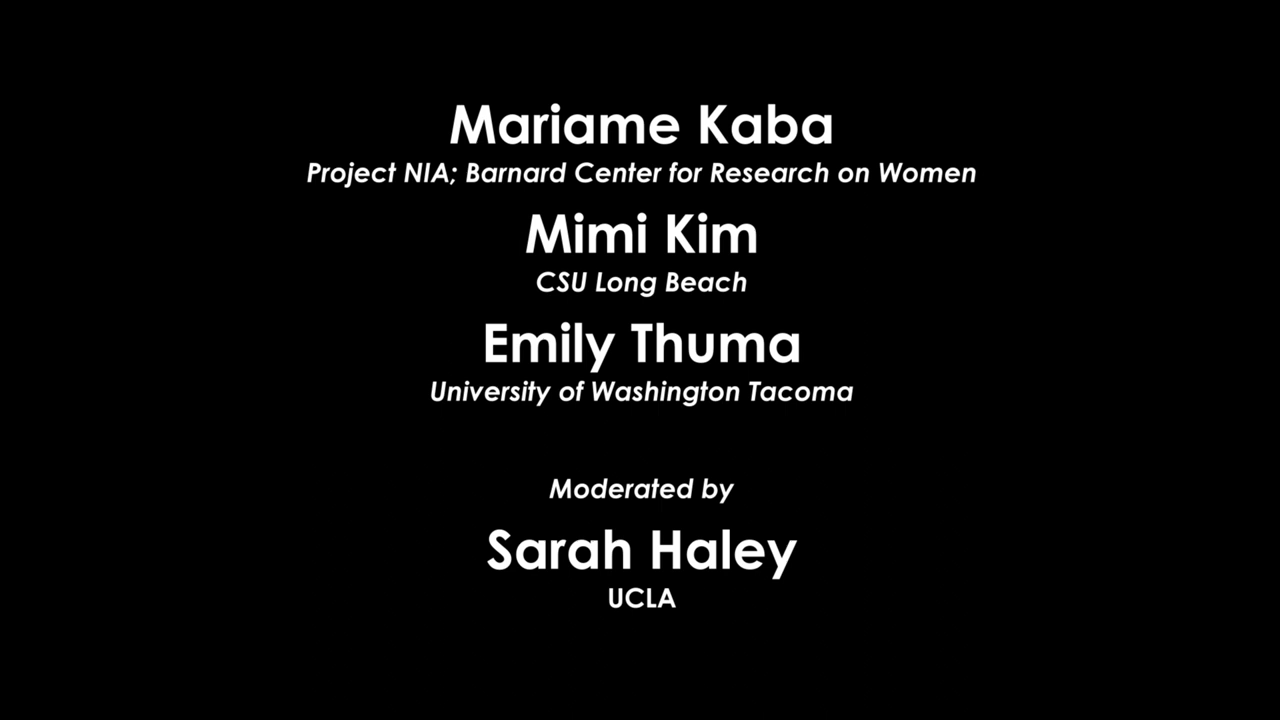 Mariame Kaba
Project NIA; Barnard Center for Research on Women
Mimi Kim
CSU Long Beach
Emily Thuma
University of Washington Tacoma
Moderated by
Sarah Haley
UCLA